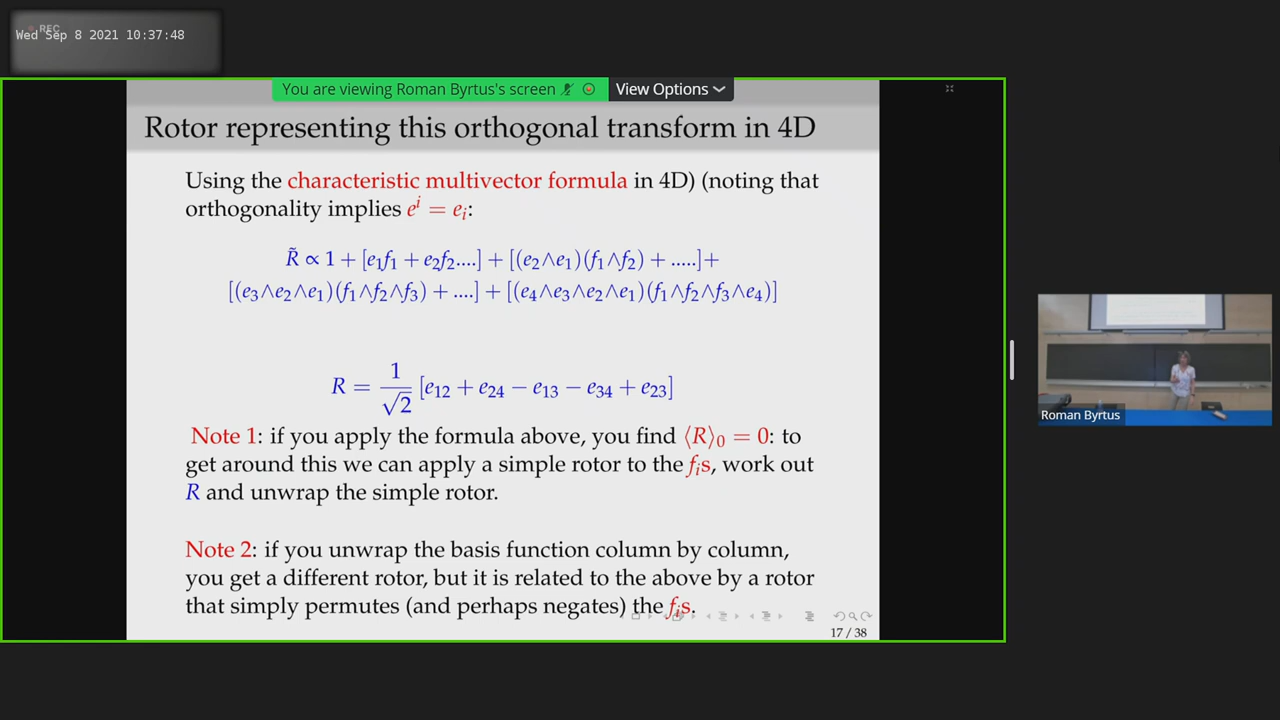 REC
Wed Sep 8 2021 10:37:48
You are viewing Roman Byrtus's screen
View Options
Rotor representing this orthogonal transform in 4D
Using the characteristic multivector formula in 4D) (noting that
orthogonality implies eⁱ = eᵢ:
R̃ ∝ 1 + [e₁f₁ + e₂f₂....] + [(e₂∧e₁)(f₁∧f₂) + .....]+
[(e₃∧e₂∧e₁)(f₁∧f₂∧f₃) + ....] + [(e₄∧e₃∧e₂∧e₁)(f₁∧f₂∧f₃∧e₄)]
R = 1/√2 [e₁₂ + e₂₄ − e₁₃ − e₃₄ + e₂₃]
Note 1: if you apply the formula above, you find ⟨R⟩₀ = 0: to
get around this we can apply a simple rotor to the fᵢs, work out
R and unwrap the simple rotor.
Note 2: if you unwrap the basis function column by column,
you get a different rotor, but it is related to the above by a rotor
that simply permutes (and perhaps negates) the fᵢs.
17 / 38
Roman Byrtus